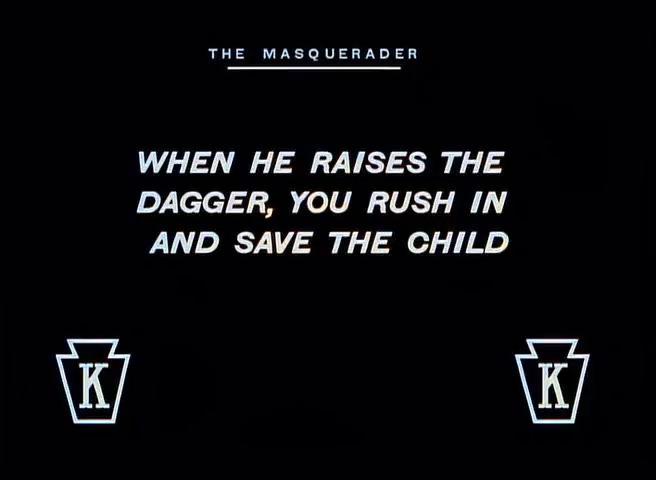 THE MASQUERADER
WHEN HE RAISES THE
DAGGER, YOU RUSH IN
AND SAVE THE CHILD
K K